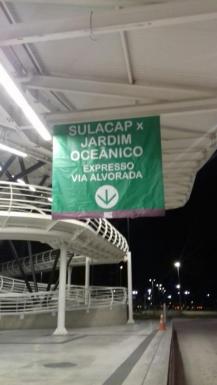 SULACAP x
JARDIM
OCEÂNICO
EXPRESSO
VIA ALVORADA